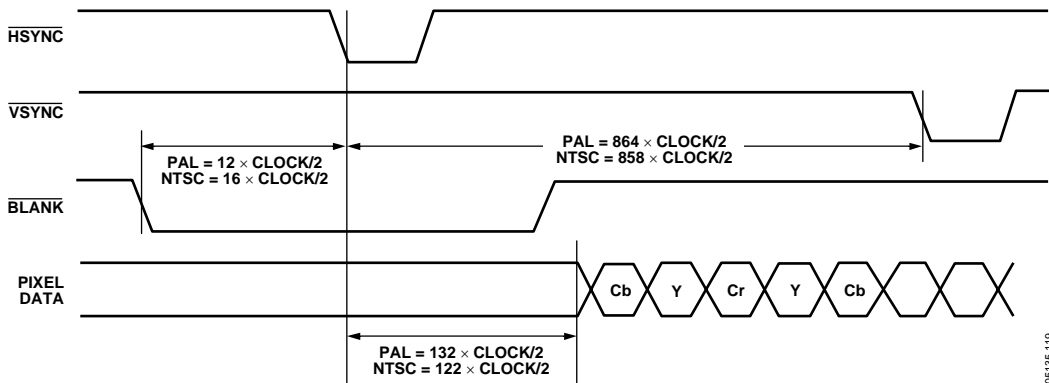 HSYNC
VSYNC
PAL = 12 × CLOCK/2
NTSC = 16 × CLOCK/2
PAL = 864 × CLOCK/2
NTSC = 858 × CLOCK/2
BLANK
PIXEL
DATA
Cb Y Cr Y Cb
PAL = 132 × CLOCK/2
NTSC = 122 × CLOCK/2